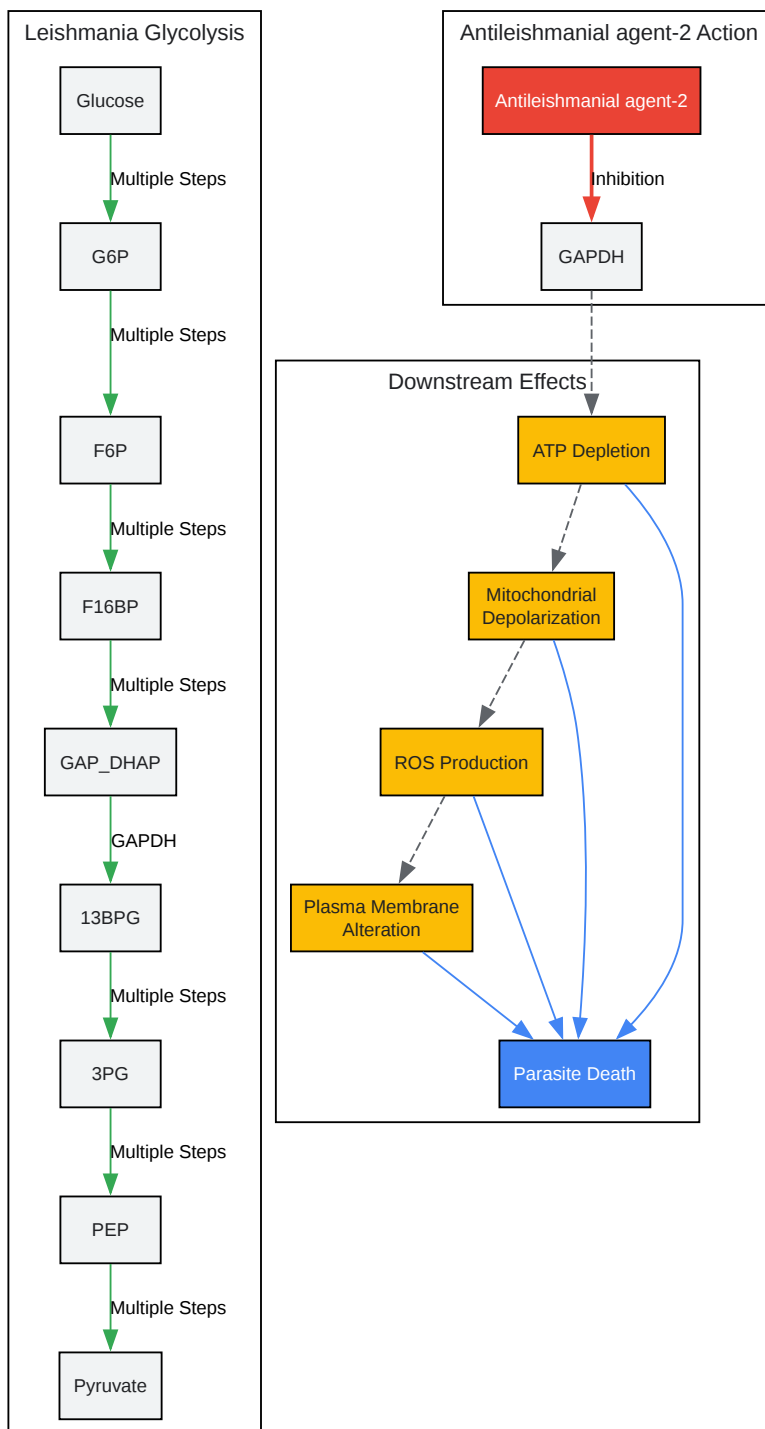 Leishmania Glycolysis
Glucose
Multiple Steps
G6P
Multiple Steps
F6P
Multiple Steps
F16BP
Multiple Steps
GAP_DHAP
GAPDH
13BPG
Multiple Steps
3PG
Multiple Steps
PEP
Multiple Steps
Pyruvate
Antileishmanial agent-2 Action
Antileishmanial agent-2
Inhibition
GAPDH
Downstream Effects
ATP Depletion
Mitochondrial
Depolarization
ROS Production
Plasma Membrane
Alteration
Parasite Death